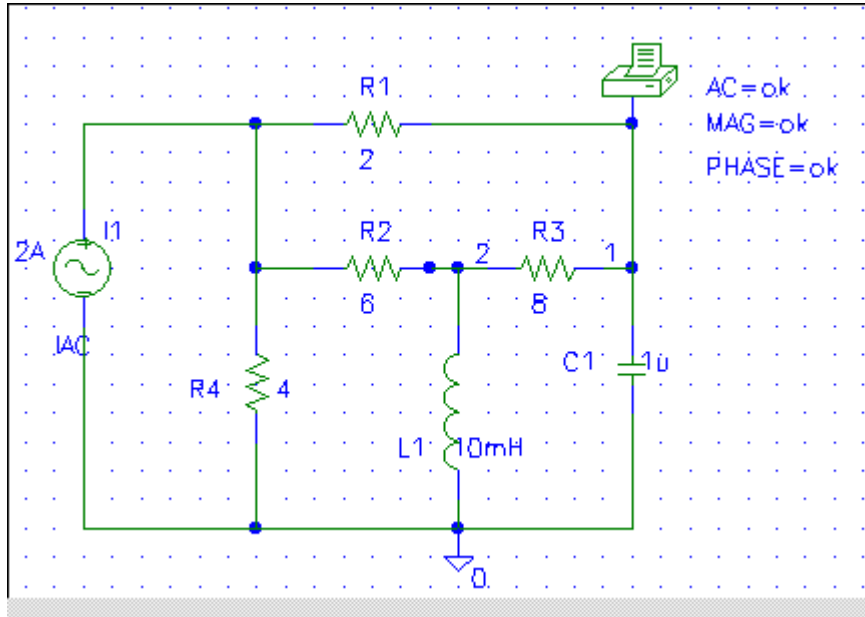 R1
2
AC=ok
MAG=ok
PHASE=ok
I1
2A
IAC
R2
6
2
R3
8
1
R4
4
C1
1u
L1
10mH
0